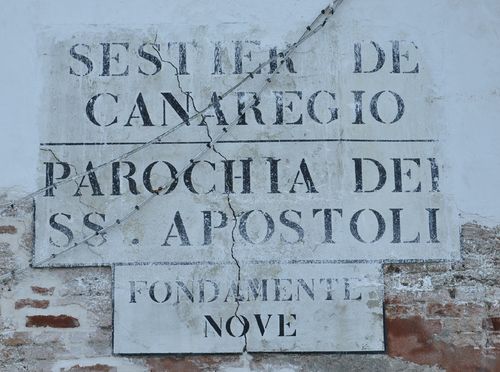 SESTIER DE
CANAREGIO
PAROCHIA DEI
SS: APOSTOLI
FONDAMENTE
NOVE